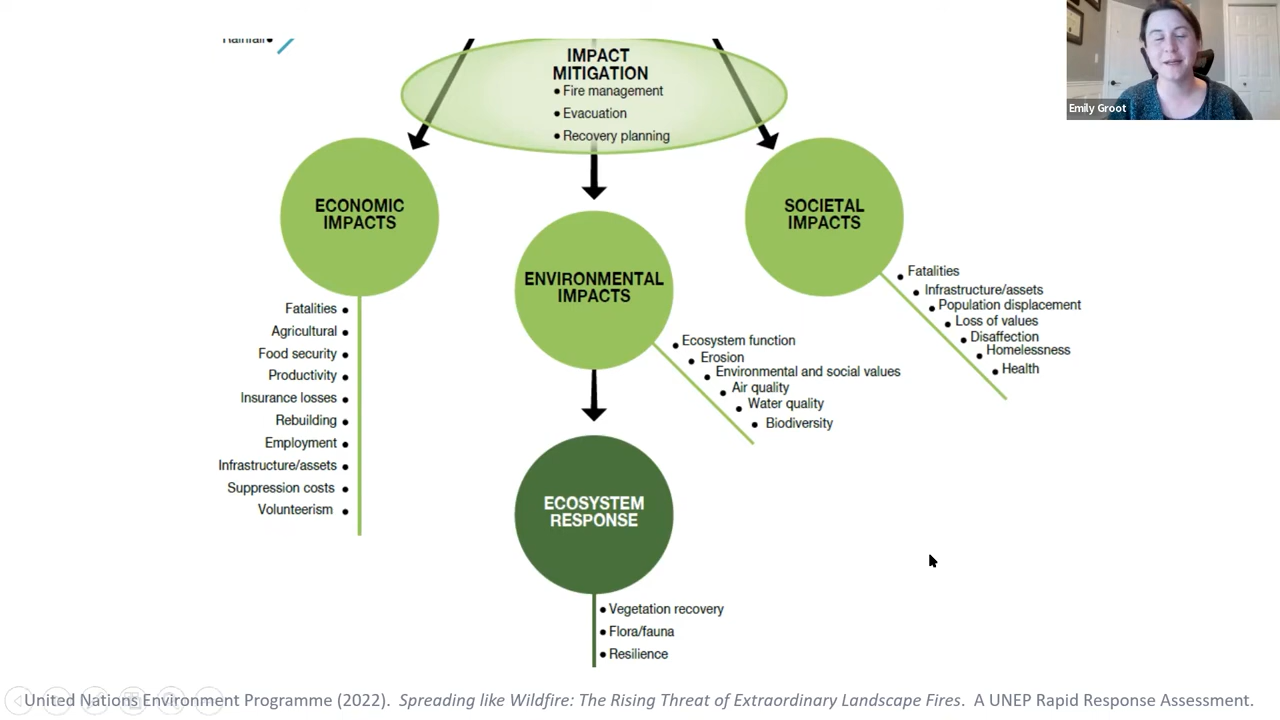 Rainfall
IMPACT
MITIGATION
Fire management
Evacuation
Recovery planning
Emily Groot
ECONOMIC
IMPACTS
Fatalities
Agricultural
Food security
Productivity
Insurance losses
Rebuilding
Employment
Infrastructure/assets
Suppression costs
Volunteerism
ENVIRONMENTAL
IMPACTS
Ecosystem function
Erosion
Environmental and social values
Air quality
Water quality
Biodiversity
SOCIETAL
IMPACTS
Fatalities
Infrastructure/assets
Population displacement
Loss of values
Disaffection
Homelessness
Health
ECOSYSTEM
RESPONSE
Vegetation recovery
Flora/fauna
Resilience
United Nations Environment Programme (2022). Spreading like Wildfire: The Rising Threat of Extraordinary Landscape Fires. A UNEP Rapid Response Assessment.